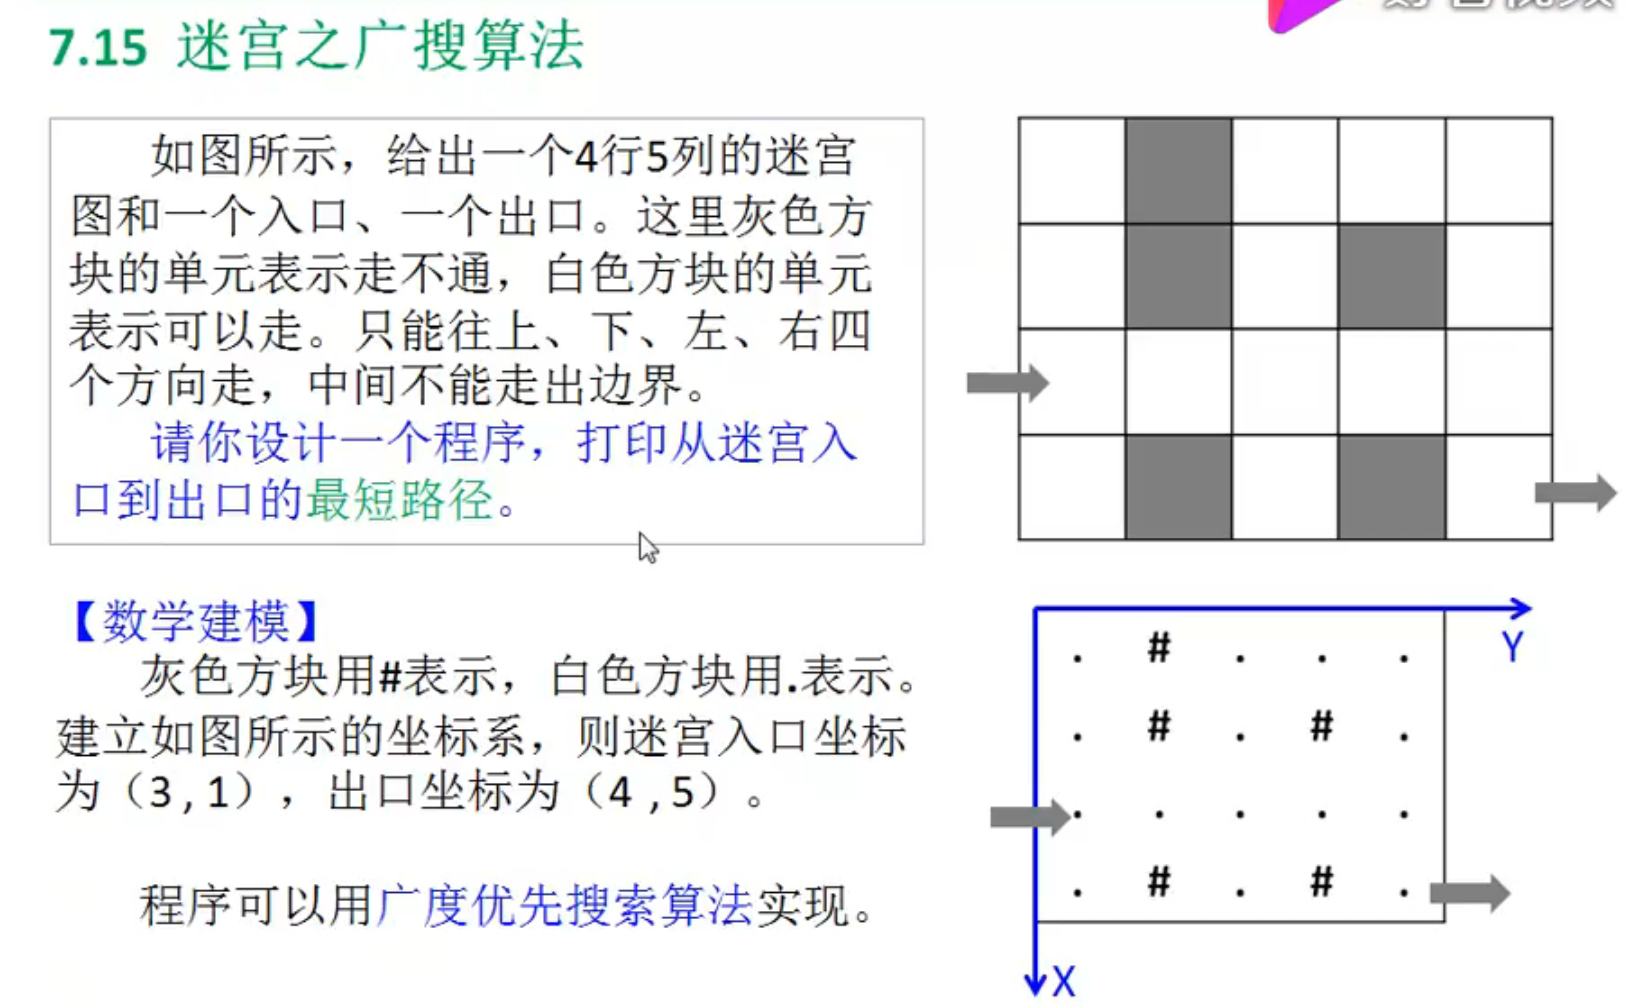 7.15 迷宫之广搜算法
如图所示，给出一个4行5列的迷宫
图和一个入口、一个出口。这里灰色方
块的单元表示走不通，白色方块的单元
表示可以走。只能往上、下、左、右四
个方向走，中间不能走出边界。
请你设计一个程序，打印从迷宫入
口到出口的最短路径。
【数学建模】
灰色方块用#表示，白色方块用.表示。
建立如图所示的坐标系，则迷宫入口坐标
为（3 , 1），出口坐标为（4 , 5）。
程序可以用广度优先搜索算法实现。
Y
. # . . .
. # . # .
. . . . .
. # . # .
X